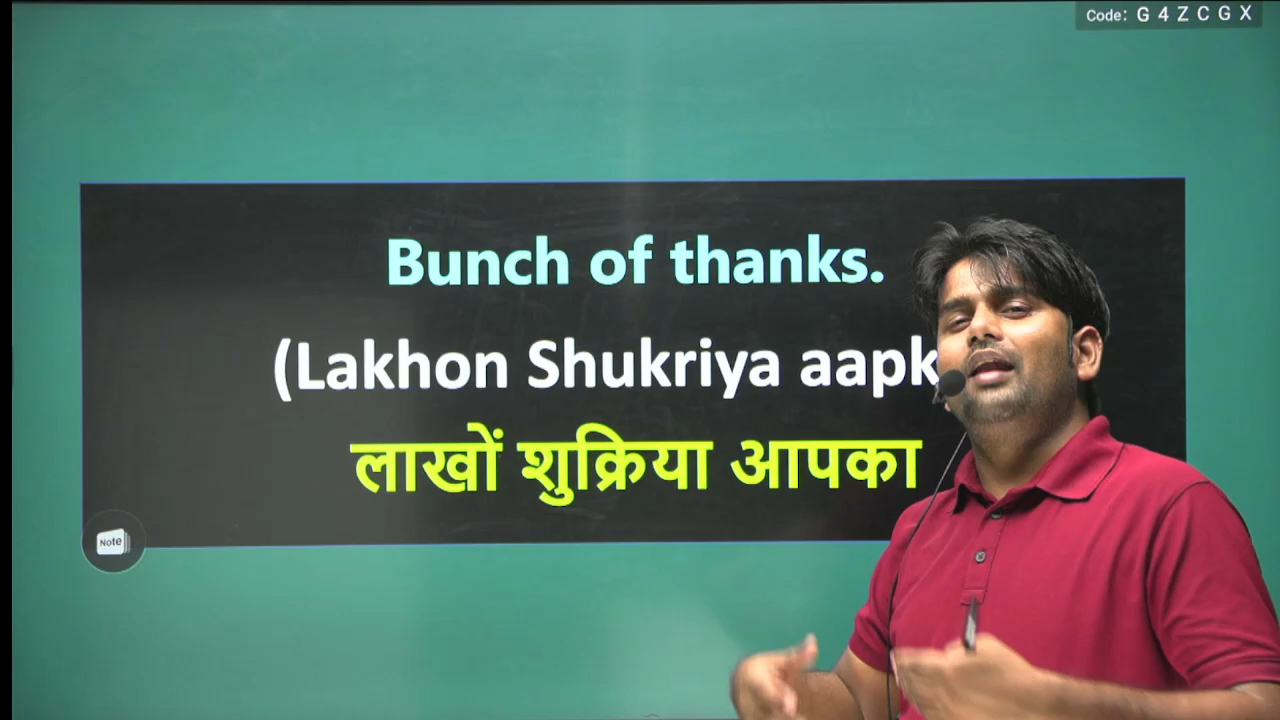 Code: G 4 Z C G X
Bunch of thanks.
(Lakhon Shukriya aapk
लाखों शुक्रिया आपका
Note